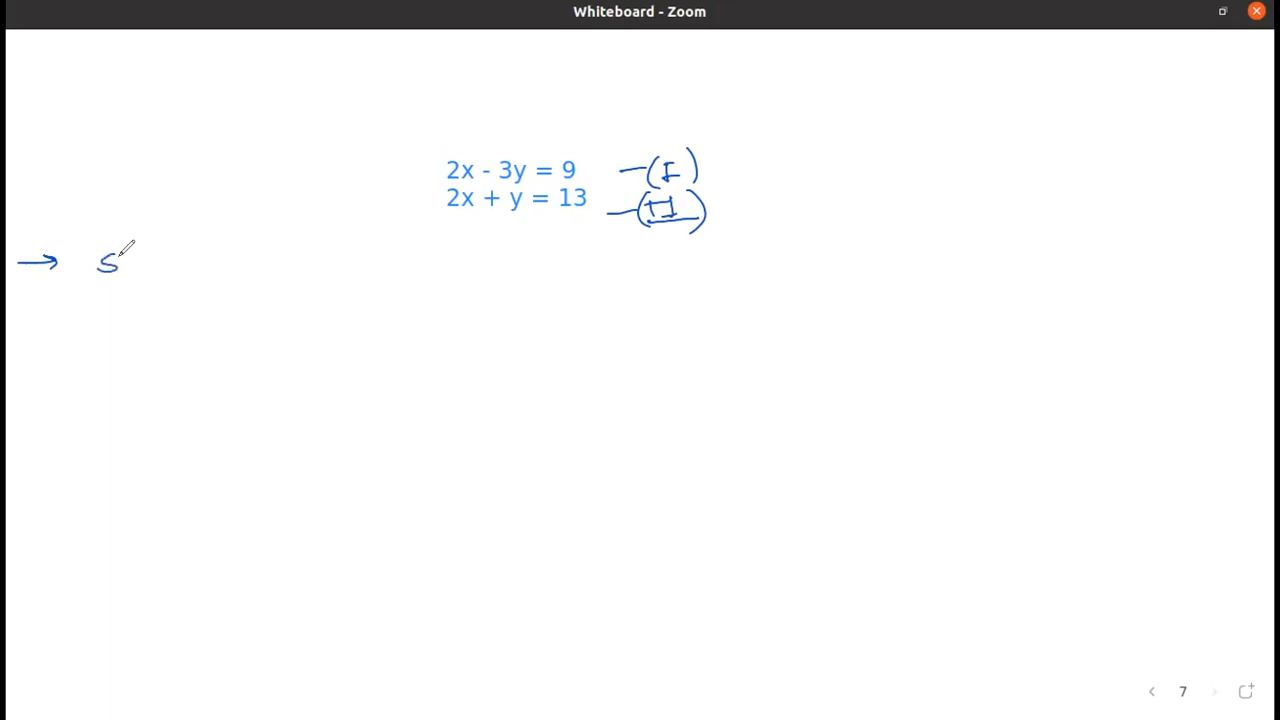 Whiteboard - Zoom
2x - 3y = 9 —(I)
2x + y = 13 —(II)
→ S
7